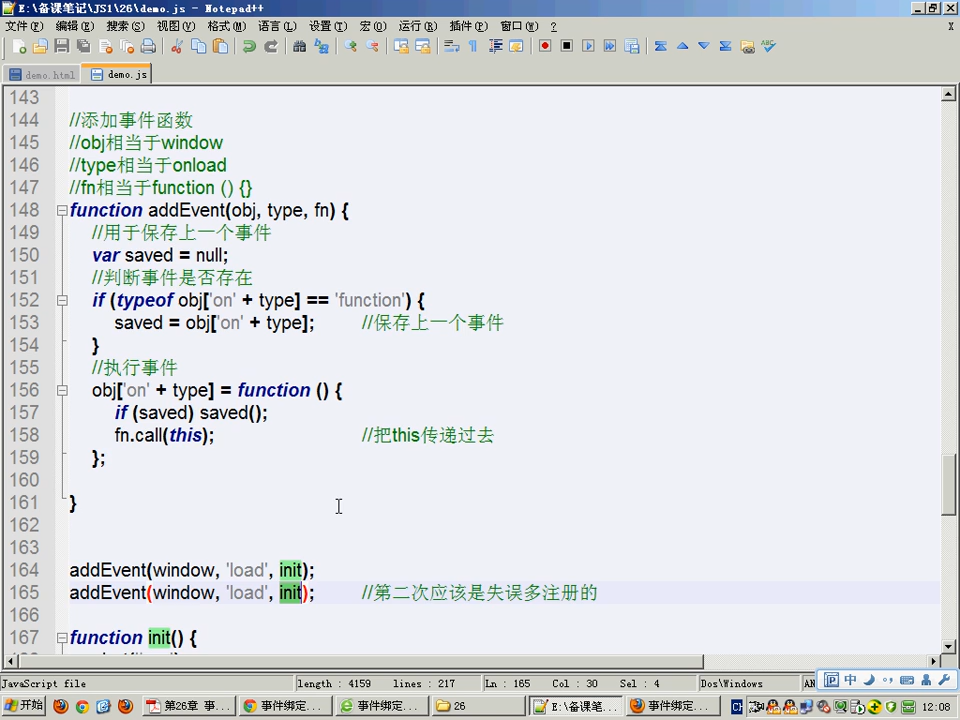 E:\备课笔记\JS1\26\demo.js - Notepad++
文件(F) 编辑(E) 搜索(S) 视图(V) 格式(M) 语言(L) 设置(T) 宏(O) 运行(R) 插件(P) 窗口(W) ? X
demo.html demo.js
143
144 //添加事件函数
145 //obj相当于window
146 //type相当于onload
147 //fn相当于function () {}
148 function addEvent(obj, type, fn) {
149 //用于保存上一个事件
150 var saved = null;
151 //判断事件是否存在
152 if (typeof obj['on' + type] == 'function') {
153 saved = obj['on' + type]; //保存上一个事件
154 }
155 //执行事件
156 obj['on' + type] = function () {
157 if (saved) saved();
158 fn.call(this); //把this传递过去
159 };
160
161 }
162
163
164 addEvent(window, 'load', init);
165 addEvent(window, 'load', init); //第二次应该是失误多注册的
166
167 function init() {
JavaScript file length : 4159 lines : 217 Ln : 165 Col : 30 Sel : 4 Dos\Windows AN
中
开始 第26章 事... 事件绑定... 事件绑定... 26 E:\备课笔... 事件绑定... 12:08